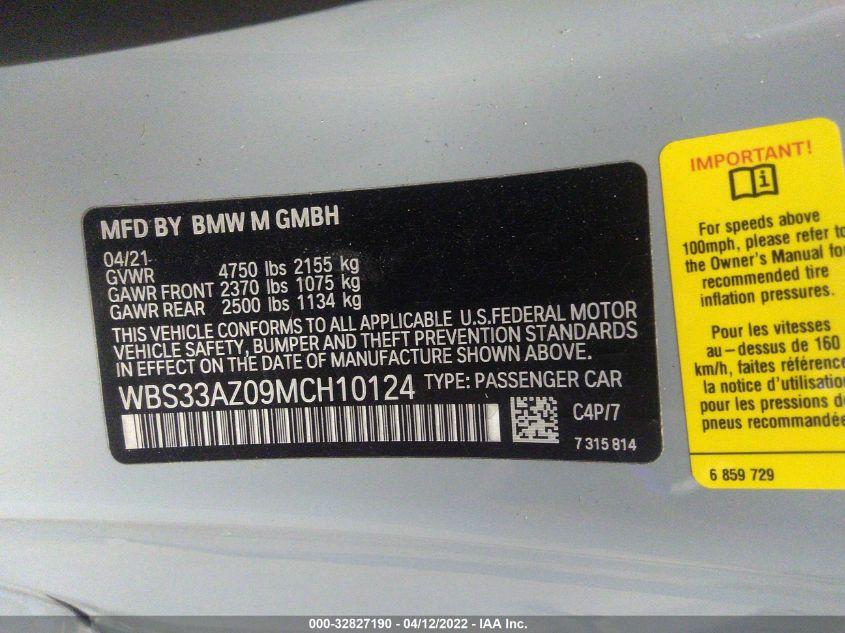 MFD BY BMW M GMBH
04/21
GVWR 4750 lbs 2155 kg
GAWR FRONT 2370 lbs 1075 kg
GAWR REAR 2500 lbs 1134 kg
THIS VEHICLE CONFORMS TO ALL APPLICABLE U.S.FEDERAL MOTOR
VEHICLE SAFETY, BUMPER AND THEFT PREVENTION STANDARDS
IN EFFECT ON THE DATE OF MANUFACTURE SHOWN ABOVE.
WBS33AZ09MCH10124 TYPE: PASSENGER CAR
C4P/7
7 315 814
IMPORTANT!
For speeds above
100mph, please refer to
the Owner's Manual for
recommended tire
inflation pressures.
Pour les vitesses
au-dessus de 160
km/h, faites référence
la notice d'utilisation
pour les pressions de
pneus recommandée
6 859 729
000-32827190 - 04/12/2022 - IAA Inc.